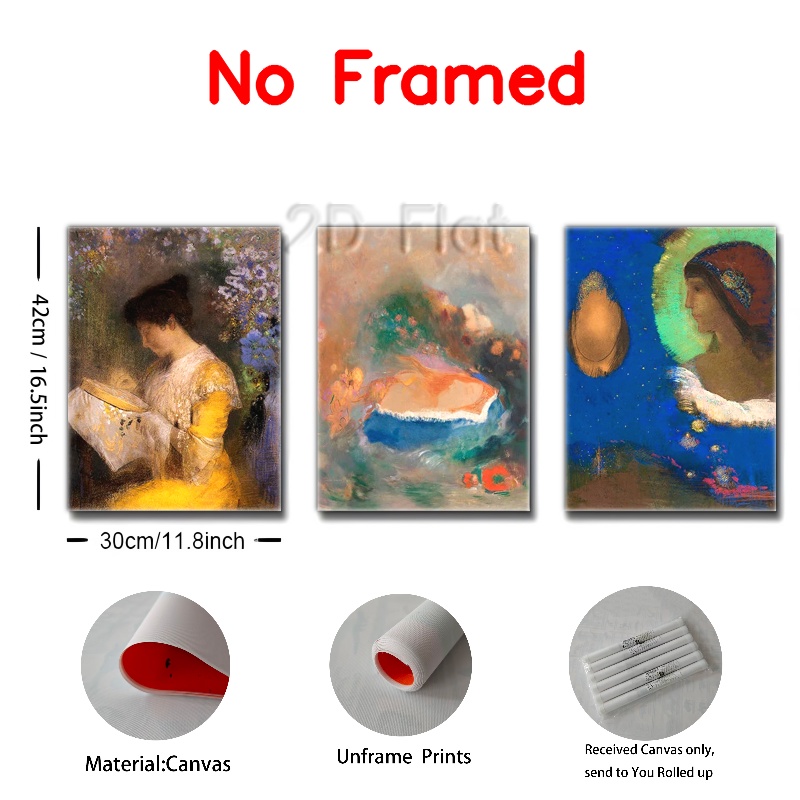 No Framed
2D Flat
42cm / 16.5inch
30cm/11.8inch
Material:Canvas
Unframe Prints
Received Canvas only,
send to You Rolled up